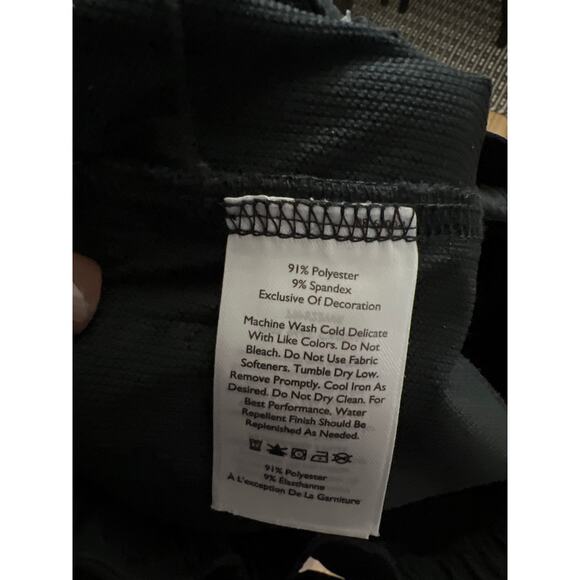 91% Polyester
9% Spandex
Exclusive Of Decoration
Machine Wash Cold Delicate
With Like Colors. Do Not
Bleach. Do Not Use Fabric
Softeners. Tumble Dry Low.
Remove Promptly. Cool Iron As
Desired. Do Not Dry Clean. For
Best Performance, Water
Repellent Finish Should Be
Replenished As Needed.
91% Polyester
9% Élasthanne
À L'exception De La Garniture